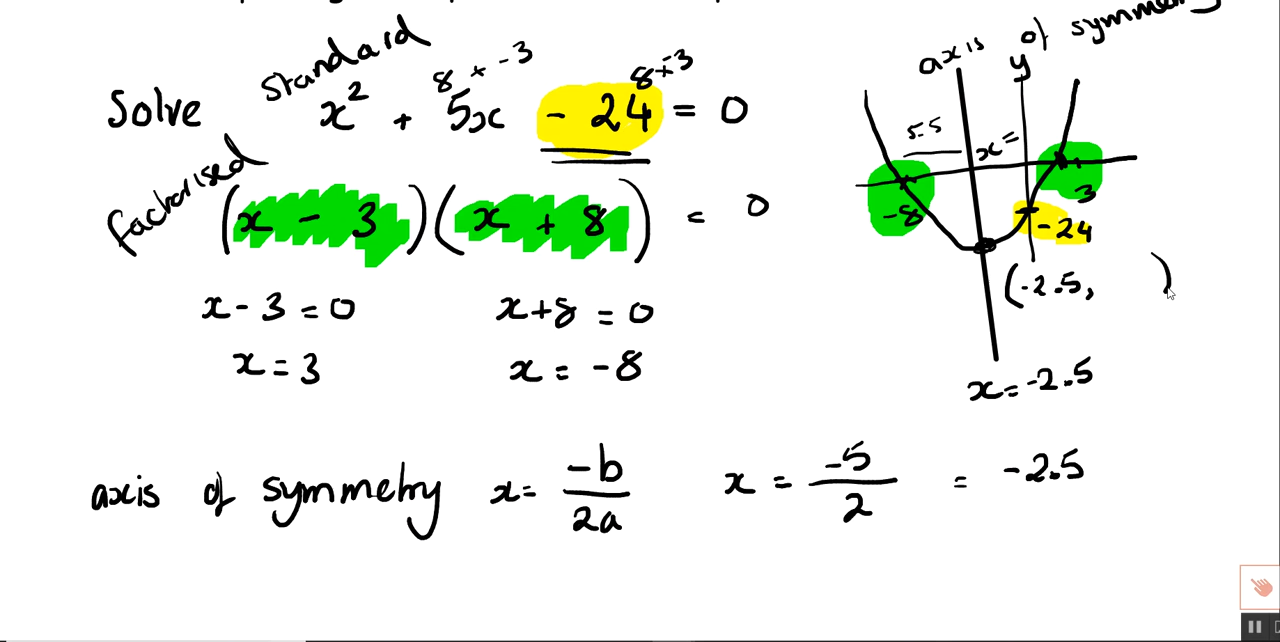 standard
8 + -3
8 x -3
Solve x² + 5x - 24 = 0
factorised
(x - 3)(x + 8) = 0
x - 3 = 0 x + 8 = 0
x = 3 x = -8
axis of symmetry
y
5.5
x =
-8
3
-24
(-2.5, )
x = -2.5
axis of symmetry x = -b/2a x = -5/2 = -2.5